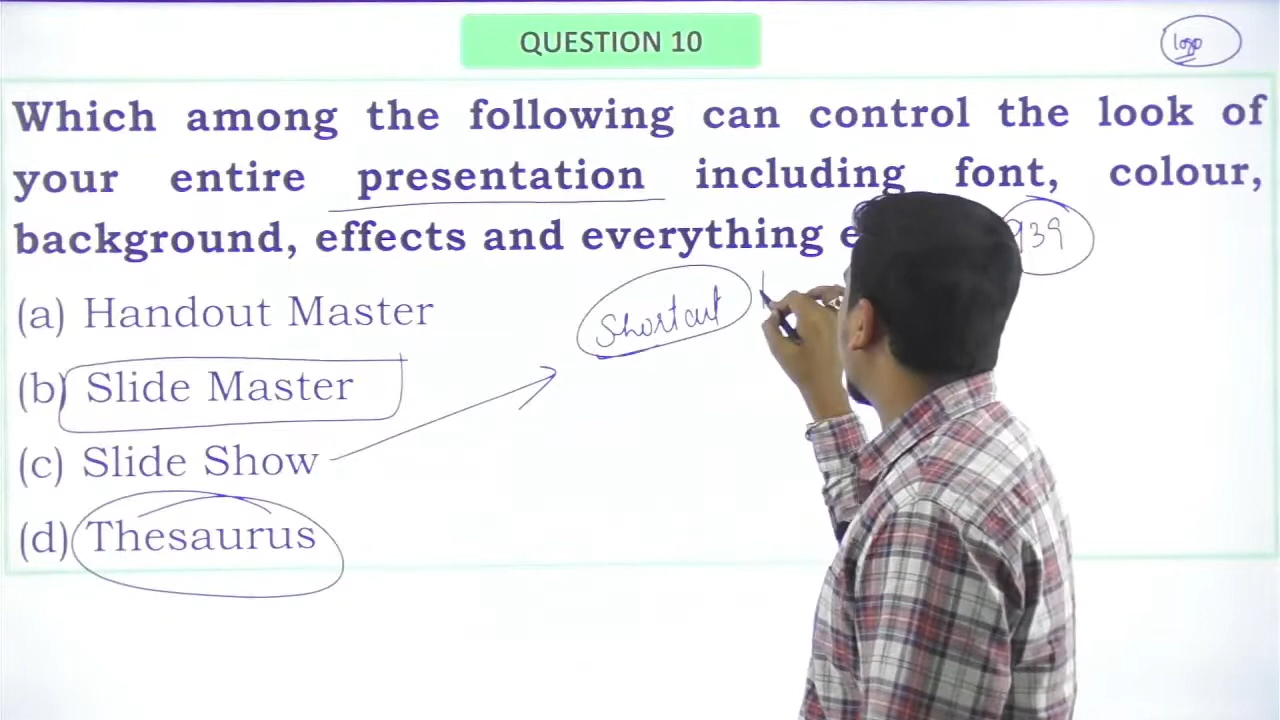 QUESTION 10
logo
Which among the following can control the look of
your entire presentation including font, colour,
background, effects and everything
939
(a) Handout Master
Shortcut
(b) Slide Master
(c) Slide Show
(d) Thesaurus